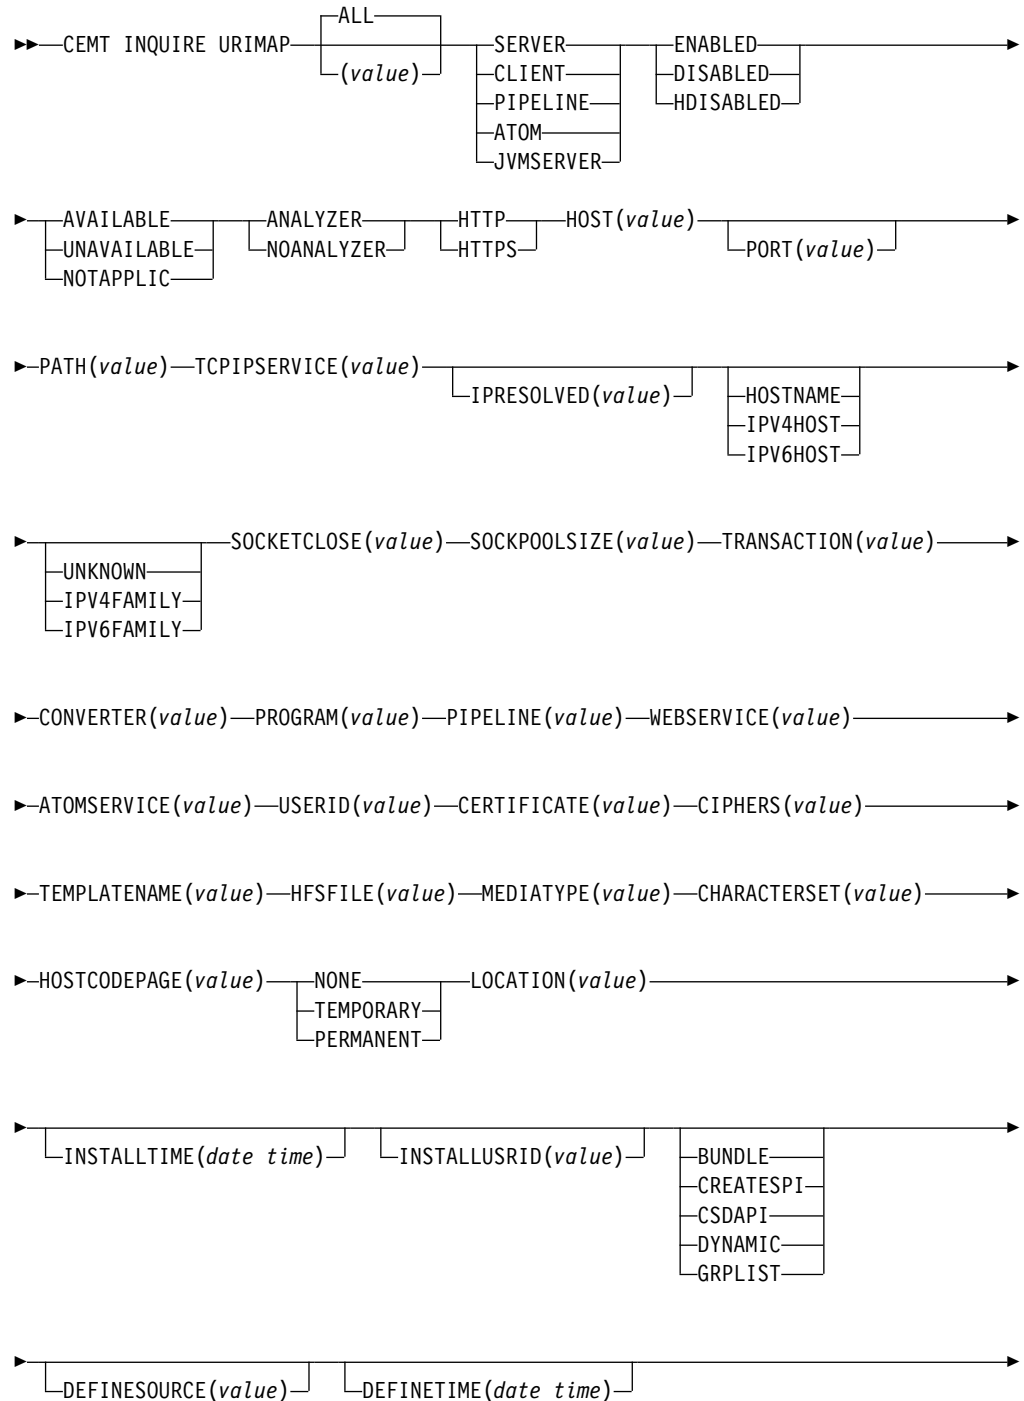 ALL
CEMT INQUIRE URIMAP (value) SERVER ENABLED
CLIENT DISABLED
PIPELINE HDISABLED
ATOM
JVMSERVER
AVAILABLE ANALYZER HTTP HOST(value)
UNAVAILABLE NOANALYZER HTTPS PORT(value)
NOTAPPLIC
PATH(value) TCPIPSERVICE(value)
IPRESOLVED(value) HOSTNAME
IPV4HOST
IPV6HOST
SOCKETCLOSE(value) SOCKPOOLSIZE(value) TRANSACTION(value)
UNKNOWN
IPV4FAMILY
IPV6FAMILY
CONVERTER(value) PROGRAM(value) PIPELINE(value) WEBSERVICE(value)
ATOMSERVICE(value) USERID(value) CERTIFICATE(value) CIPHERS(value)
TEMPLATENAME(value) HFSFILE(value) MEDIATYPE(value) CHARACTERSET(value)
HOSTCODEPAGE(value) NONE LOCATION(value)
TEMPORARY
PERMANENT
INSTALLTIME(date time) INSTALLUSRID(value) BUNDLE
CREATESPI
CSDAPI
DYNAMIC
GRPLIST
DEFINESOURCE(value) DEFINETIME(date time)